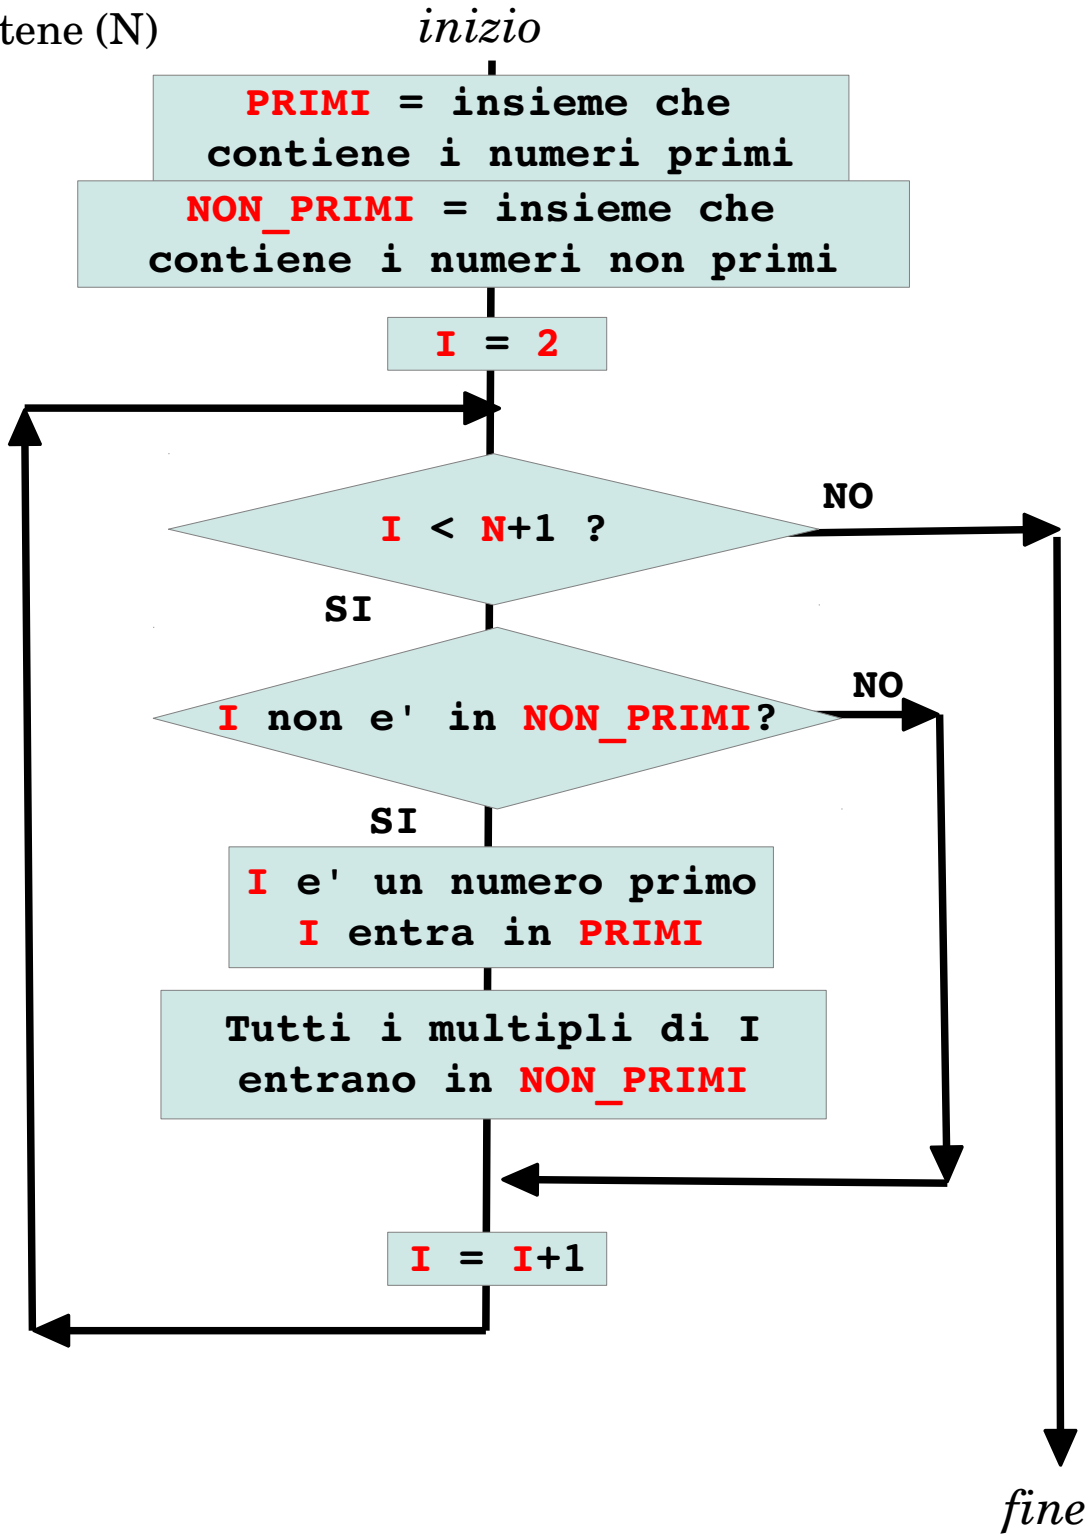 tene (N)
inizio
PRIMI = insieme che
contiene i numeri primi
NON_PRIMI = insieme che
contiene i numeri non primi
I = 2
I < N+1 ?
NO
SI
I non e' in NON_PRIMI?
NO
SI
I e' un numero primo
I entra in PRIMI
Tutti i multipli di I
entrano in NON_PRIMI
I = I+1
fine